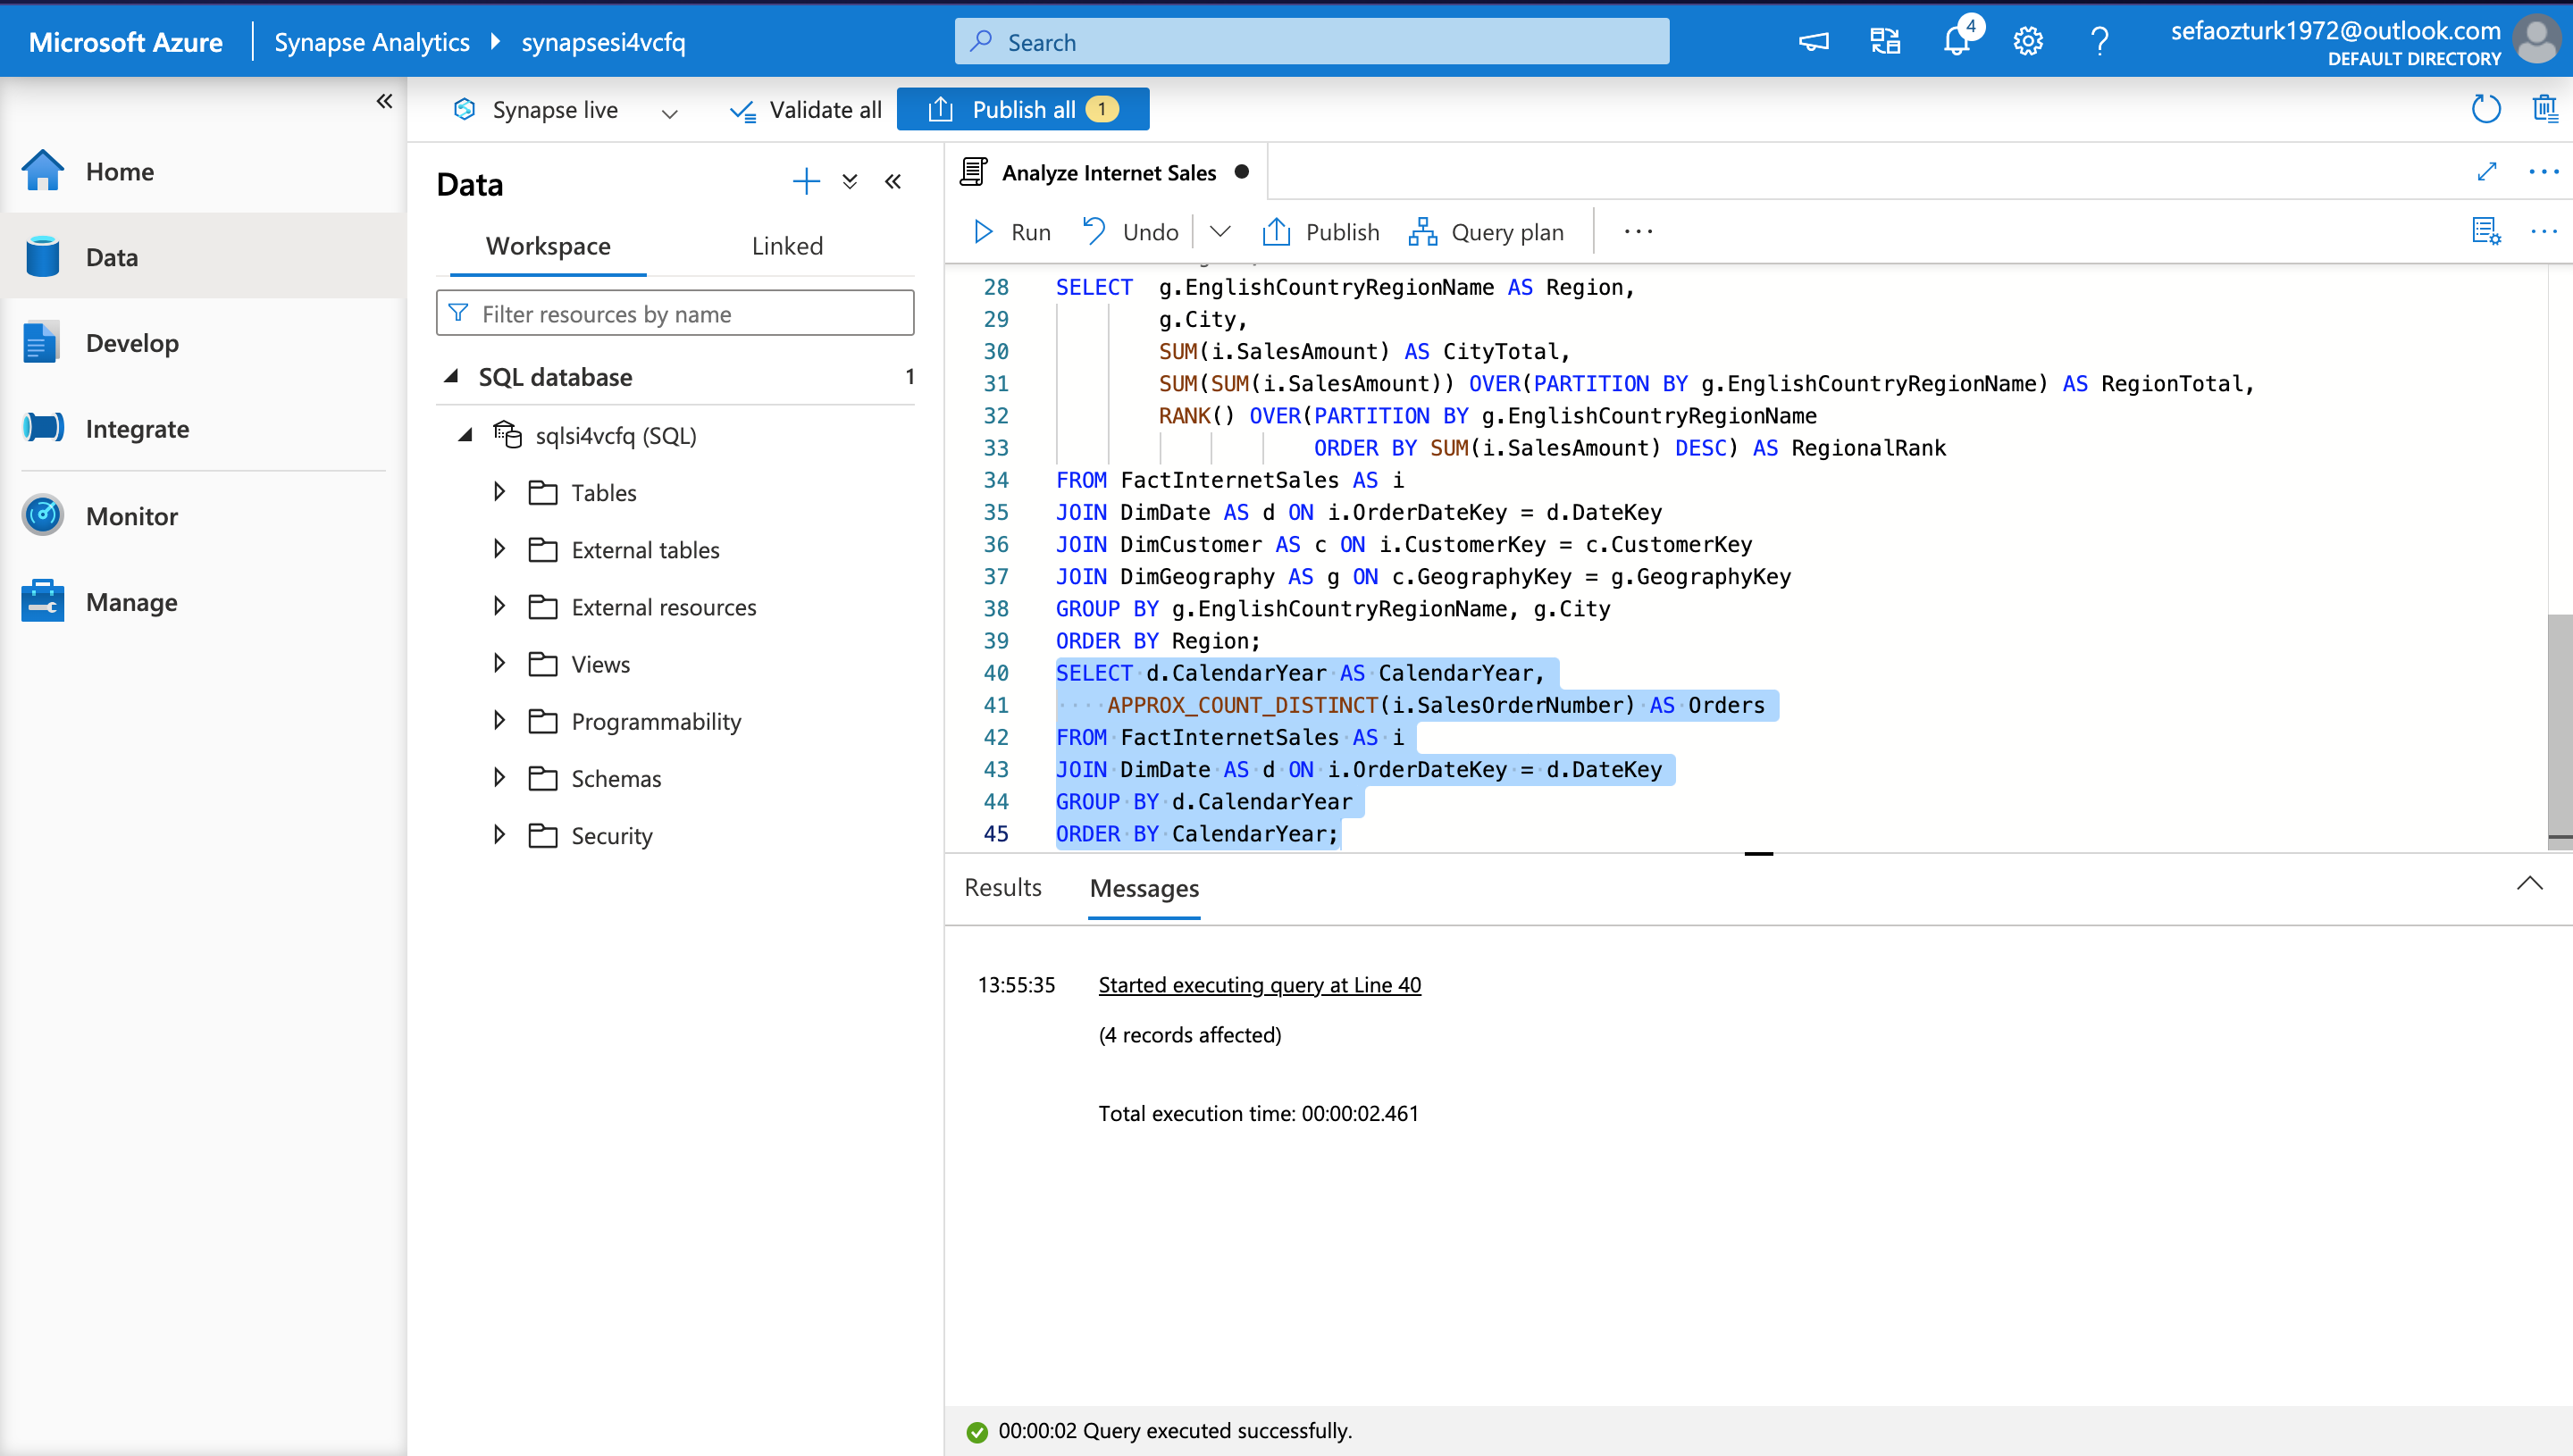 Microsoft Azure Synapse Analytics synapsesi4vcfq Search 4 sefaozturk1972@outlook.com
DEFAULT DIRECTORY
Synapse live Validate all Publish all 1
Home
Data
Develop
Integrate
Monitor
Manage
Data
Workspace Linked
Filter resources by name
SQL database 1
sqlsi4vcfq (SQL)
Tables
External tables
External resources
Views
Programmability
Schemas
Security
Analyze Internet Sales
Run Undo Publish Query plan
28 SELECT g.EnglishCountryRegionName AS Region,
29 g.City,
30 SUM(i.SalesAmount) AS CityTotal,
31 SUM(SUM(i.SalesAmount)) OVER(PARTITION BY g.EnglishCountryRegionName) AS RegionTotal,
32 RANK() OVER(PARTITION BY g.EnglishCountryRegionName
33 ORDER BY SUM(i.SalesAmount) DESC) AS RegionalRank
34 FROM FactInternetSales AS i
35 JOIN DimDate AS d ON i.OrderDateKey = d.DateKey
36 JOIN DimCustomer AS c ON i.CustomerKey = c.CustomerKey
37 JOIN DimGeography AS g ON c.GeographyKey = g.GeographyKey
38 GROUP BY g.EnglishCountryRegionName, g.City
39 ORDER BY Region;
40 SELECT d.CalendarYear AS CalendarYear,
41 APPROX_COUNT_DISTINCT(i.SalesOrderNumber) AS Orders
42 FROM FactInternetSales AS i
43 JOIN DimDate AS d ON i.OrderDateKey = d.DateKey
44 GROUP BY d.CalendarYear
45 ORDER BY CalendarYear;
Results Messages
13:55:35 Started executing query at Line 40
(4 records affected)
Total execution time: 00:00:02.461
00:00:02 Query executed successfully.